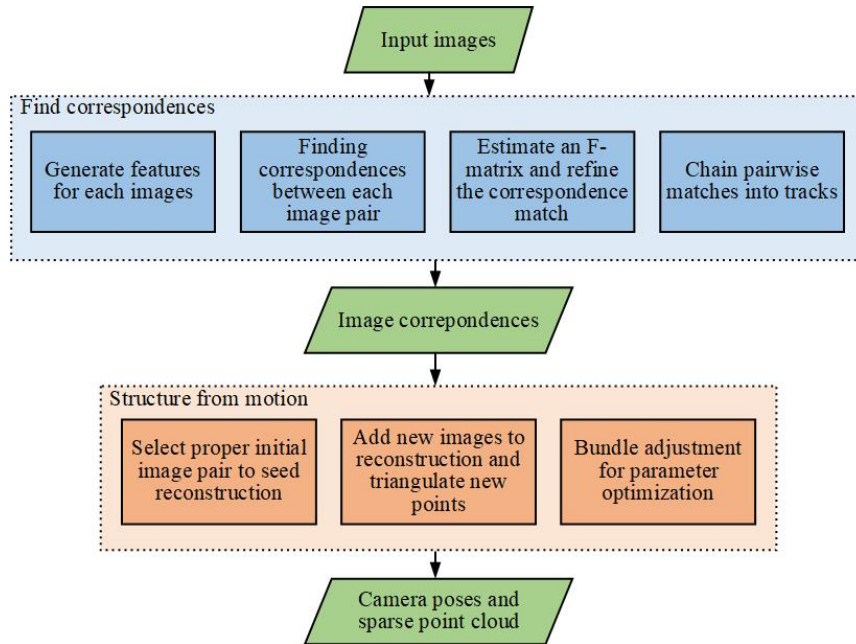 Input images
Find correspondences
Generate features
for each images
Finding
correspondences
between each
image pair
Estimate an F-
matrix and refine
the correspondence
match
Chain pairwise
matches into tracks
Image correpondences
Structure from motion
Select proper initial
image pair to seed
reconstruction
Add new images to
reconstruction and
triangulate new
points
Bundle adjustment
for parameter
optimization
Camera poses and
sparse point cloud